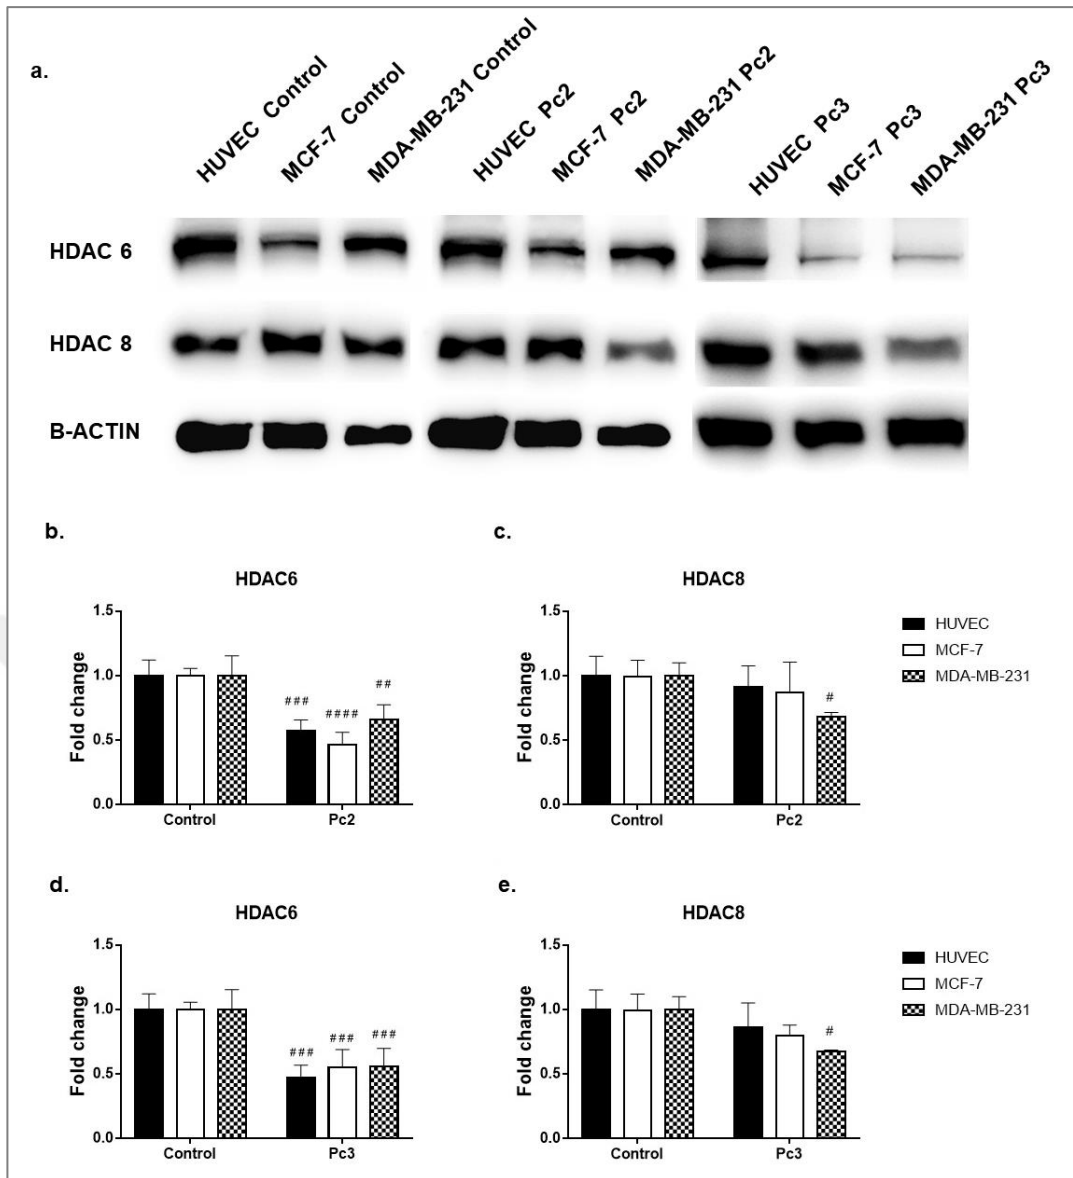 a.
HUVEC Control
MCF-7 Control
MDA-MB-231 Control
HUVEC Pc2
MCF-7 Pc2
MDA-MB-231 Pc2
HUVEC Pc3
MCF-7 Pc3
MDA-MB-231 Pc3
HDAC 6
HDAC 8
B-ACTIN
b.
HDAC6
Fold change
1.5
1.0
0.5
0.0
###
####
##
Control
Pc2
c.
HDAC8
Fold change
1.5
1.0
0.5
0.0
#
Control
Pc2
HUVEC
MCF-7
MDA-MB-231
d.
HDAC6
Fold change
1.5
1.0
0.5
0.0
###
###
###
Control
Pc3
e.
HDAC8
Fold change
1.5
1.0
0.5
0.0
#
Control
Pc3
HUVEC
MCF-7
MDA-MB-231